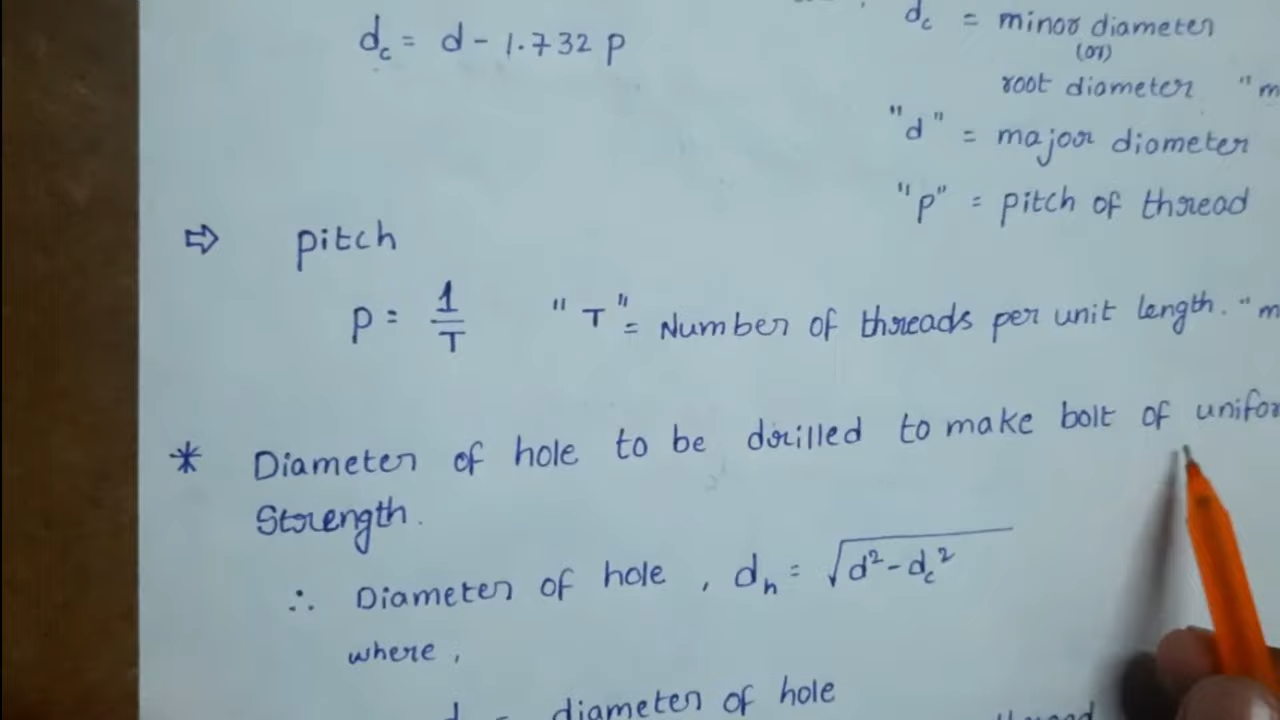 d_c = d - 1.732 p
d_c = minor diameter
(or)
root diameter "m
"d" = major diameter
"p" = pitch of thread
⇨ pitch
p = 1/T "T" = Number of threads per unit length. "m
* Diameter of hole to be drilled to make bolt of unifor
Strength.
∴ Diameter of hole, d_h = √d² - d_c²
where,
diameter of hole